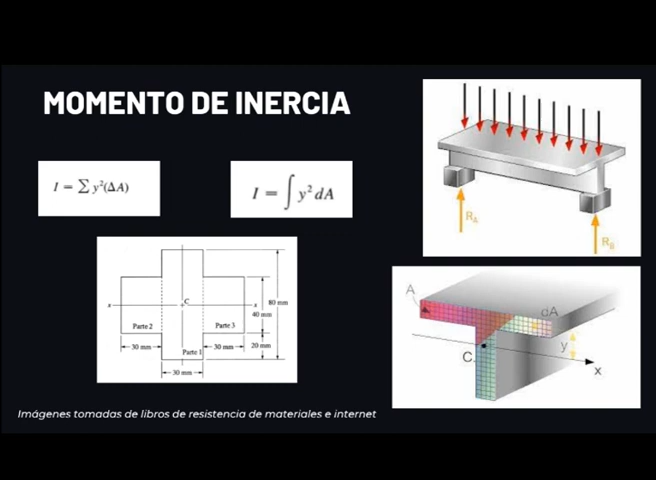 MOMENTO DE INERCIA
I = ∑ y²(ΔA)
I = ∫ y² dA
R_A
R_B
x
C
x
80 mm
40 mm
Parte 2
Parte 3
30 mm
Parte 1
30 mm
20 mm
30 mm
A
dA
y
C
x
Imágenes tomadas de libros de resistencia de materiales e internet